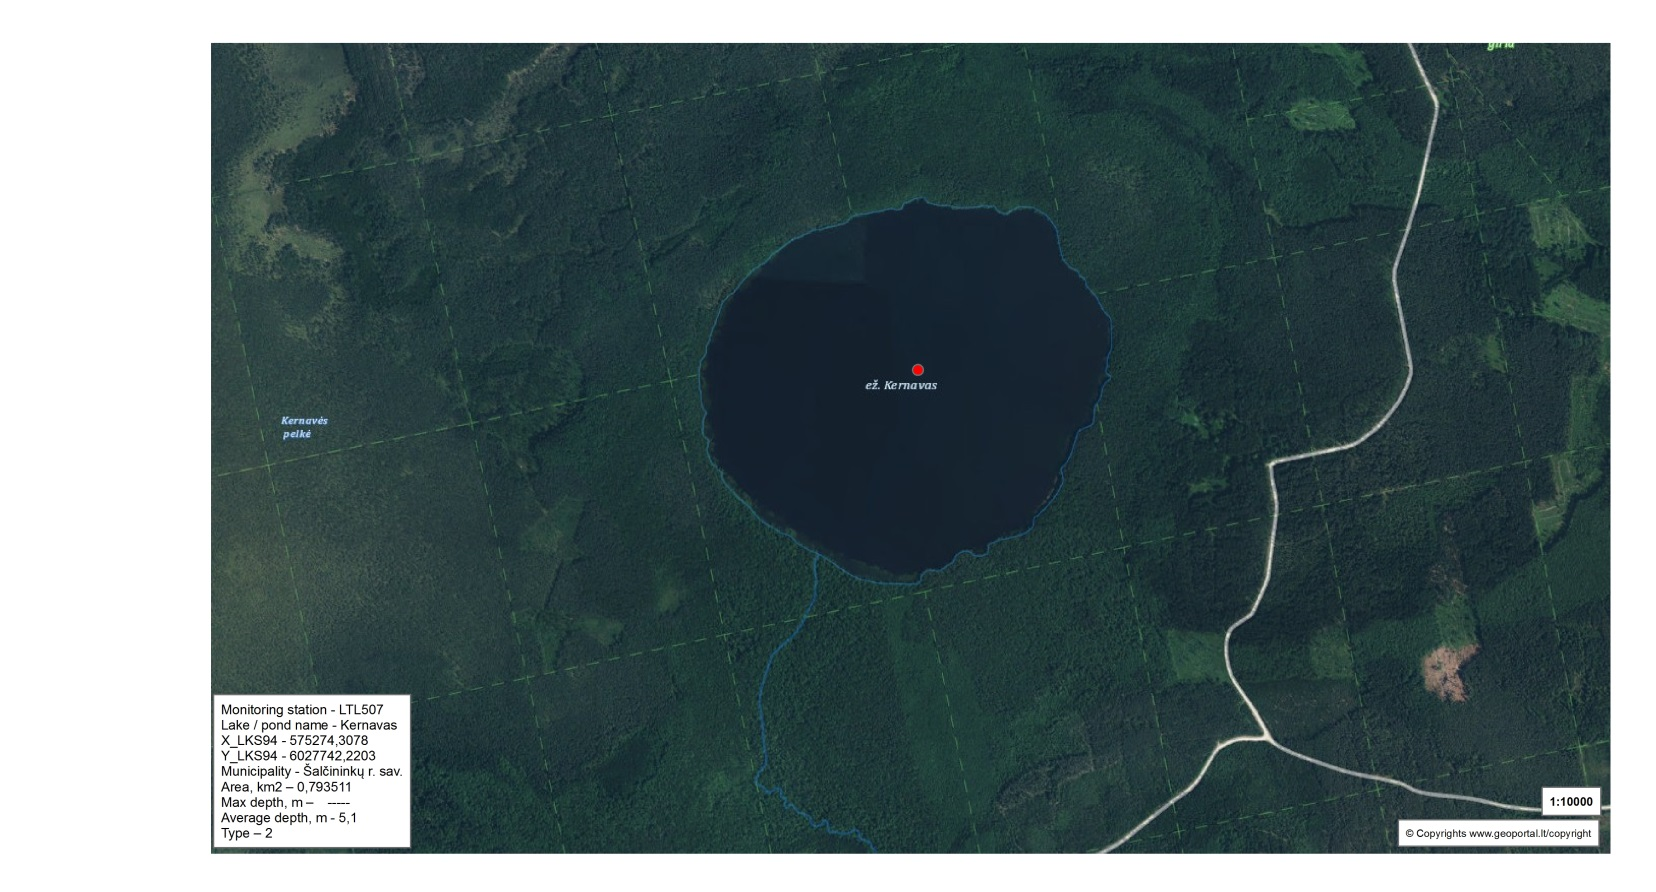 giria
ež. Kernavas
Kernavės
pelkė
Monitoring station - LTL507
Lake / pond name - Kernavas
X_LKS94 - 575274,3078
Y_LKS94 - 6027742,2203
Municipality - Šalčininkų r. sav.
Area, km2 – 0,793511
Max depth, m – -----
Average depth, m - 5,1
Type – 2
1:10000
© Copyrights www.geoportal.lt/copyright